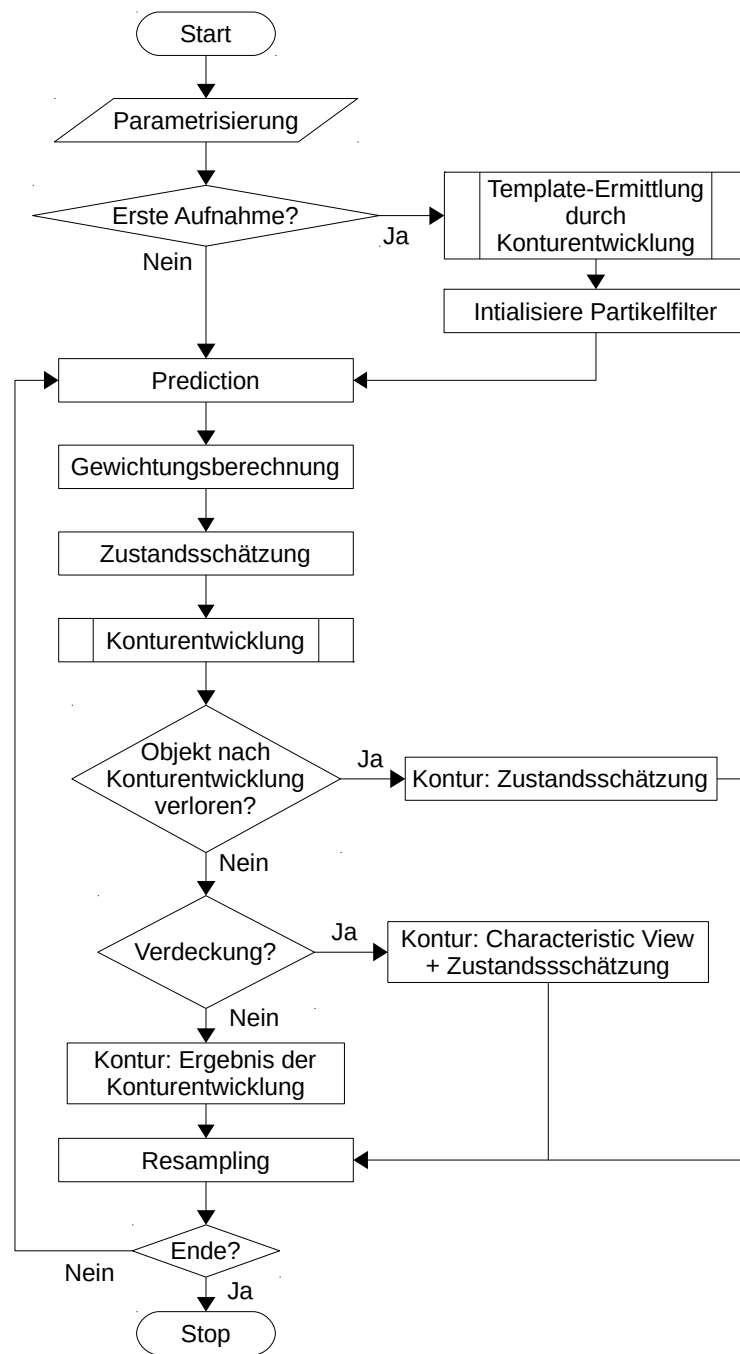 Start
Parametrisierung
Erste Aufnahme?
Ja
Template-Ermittlung
durch
Konturentwicklung
Nein
Intialisiere Partikelfilter
Prediction
Gewichtungsberechnung
Zustandsschätzung
Konturentwicklung
Objekt nach
Konturentwicklung
verloren?
Ja
Kontur: Zustandsschätzung
Nein
Verdeckung?
Ja
Kontur: Characteristic View
+ Zustandssschätzung
Nein
Kontur: Ergebnis der
Konturentwicklung
Resampling
Ende?
Nein
Ja
Stop